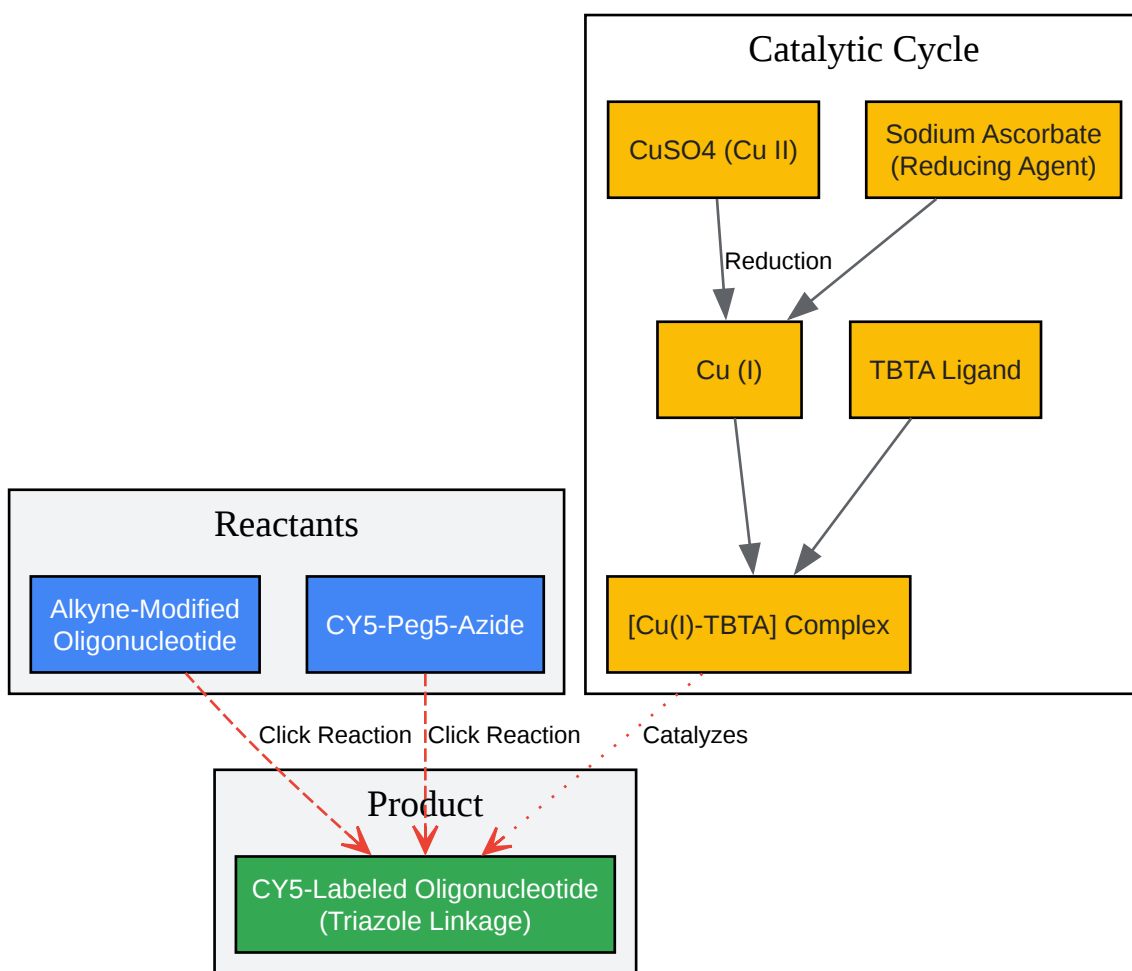 Catalytic Cycle
CuSO4 (Cu II)
Sodium Ascorbate
(Reducing Agent)
Reduction
Cu (I)
TBTA Ligand
[Cu(I)-TBTA] Complex
Reactants
Alkyne-Modified
Oligonucleotide
CY5-Peg5-Azide
Click Reaction
Click Reaction
Catalyzes
Product
CY5-Labeled Oligonucleotide
(Triazole Linkage)